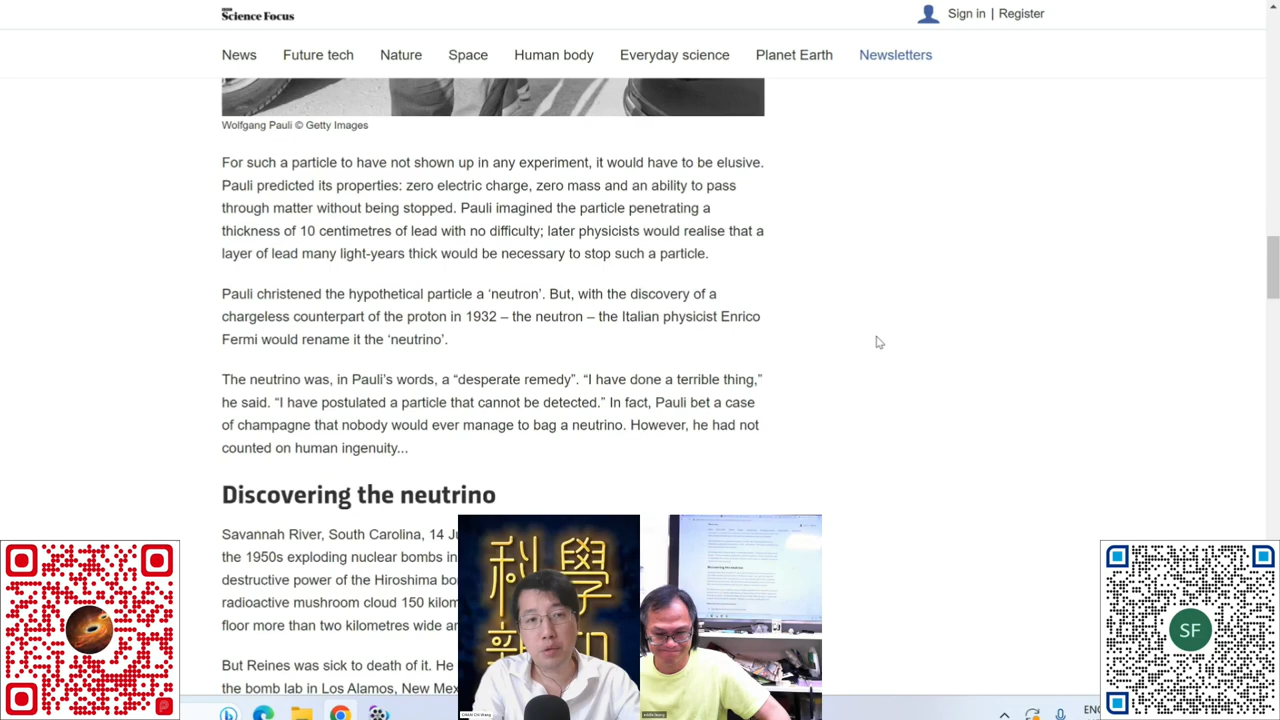 BBC
Science Focus
Sign in | Register
News Future tech Nature Space Human body Everyday science Planet Earth Newsletters
Wolfgang Pauli © Getty Images
For such a particle to have not shown up in any experiment, it would have to be elusive.
Pauli predicted its properties: zero electric charge, zero mass and an ability to pass
through matter without being stopped. Pauli imagined the particle penetrating a
thickness of 10 centimetres of lead with no difficulty; later physicists would realise that a
layer of lead many light-years thick would be necessary to stop such a particle.
Pauli christened the hypothetical particle a ‘neutron’. But, with the discovery of a
chargeless counterpart of the proton in 1932 – the neutron – the Italian physicist Enrico
Fermi would rename it the ‘neutrino’.
The neutrino was, in Pauli’s words, a “desperate remedy”. “I have done a terrible thing,”
he said. “I have postulated a particle that cannot be detected.” In fact, Pauli bet a case
of champagne that nobody would ever manage to bag a neutrino. However, he had not
counted on human ingenuity...
Discovering the neutrino
Savannah River, South Carolina, 14 Ju
the 1950s exploding nuclear bombs in
destructive power of the Hiroshima bo
radioactive mushroom cloud 150 kilom
floor more than two kilometres wide an
But Reines was sick to death of it. He
the bomb lab in Los Alamos, New Mex
SF
ENG